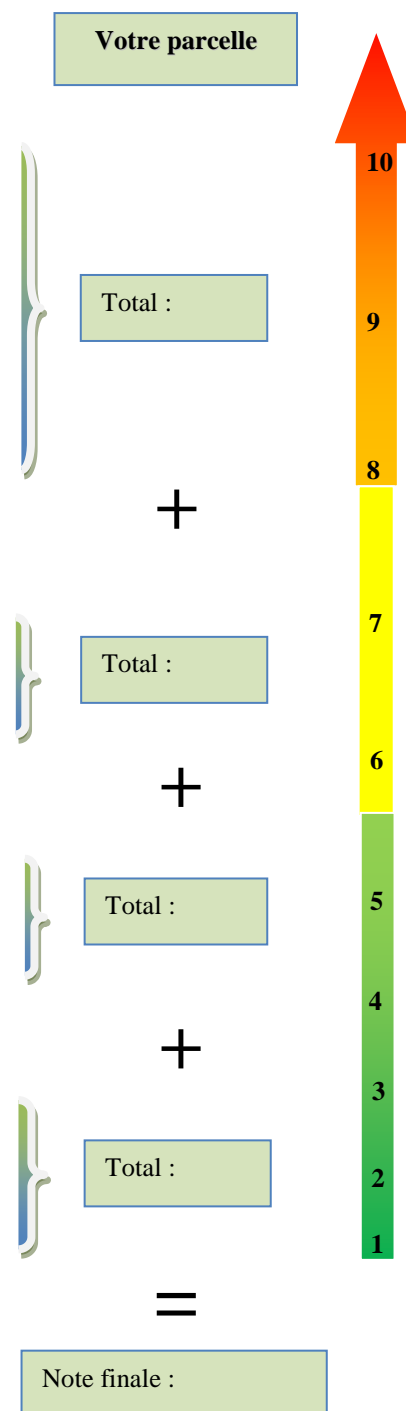 Votre parcelle
10
Total :
9
8
+
7
Total :
6
+
5
Total :
4
+
3
Total :
2
1
=
Note finale :